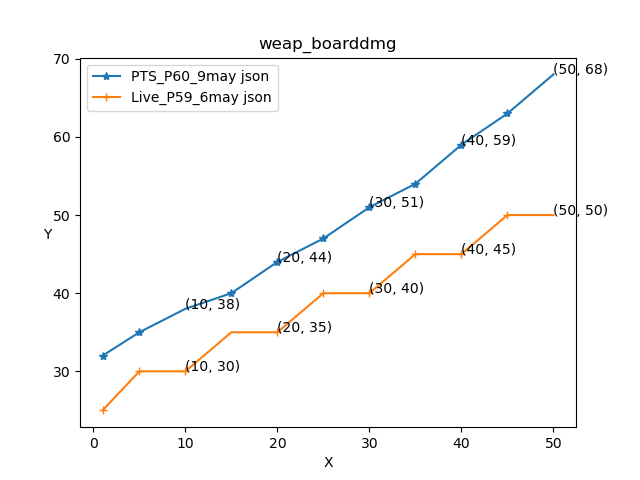 weap_boarddmg
PTS_P60_9may json
Live_P59_6may json
(50, 68)
(40, 59)
(30, 51)
(20, 44)
(10, 38)
(50, 50)
(40, 45)
(30, 40)
(20, 35)
(10, 30)
Y
70
60
50
40
30
0 10 20 30 40 50
X